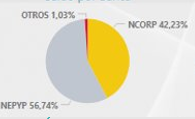 OTROS 1,03%
NCORP 42,23%
NEPYP 56,74%